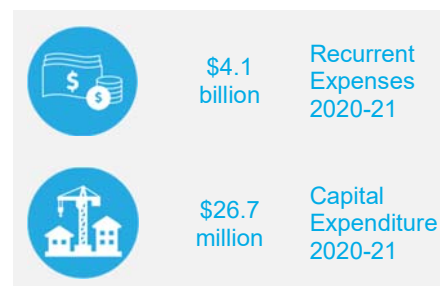 $ $
$4.1
billion
Recurrent
Expenses
2020-21
$26.7
million
Capital
Expenditure
2020-21